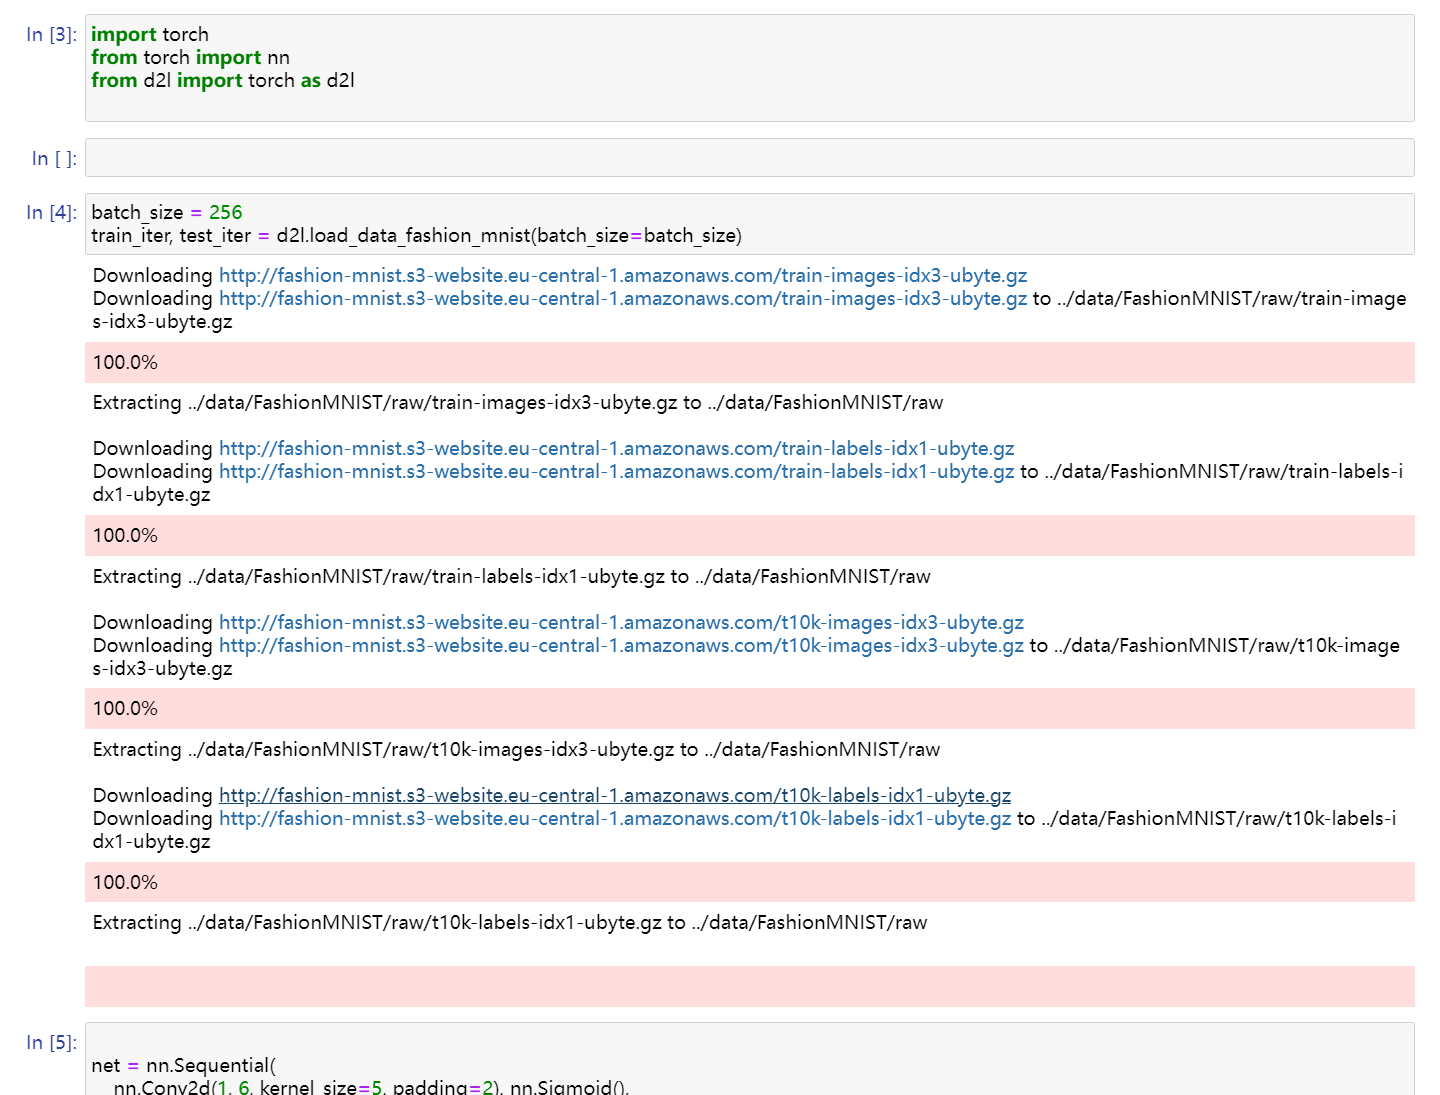 In [3]:
import torch
from torch import nn
from d2l import torch as d2l
In [ ]:
In [4]:
batch_size = 256
train_iter, test_iter = d2l.load_data_fashion_mnist(batch_size=batch_size)
Downloading http://fashion-mnist.s3-website.eu-central-1.amazonaws.com/train-images-idx3-ubyte.gz
Downloading http://fashion-mnist.s3-website.eu-central-1.amazonaws.com/train-images-idx3-ubyte.gz to ../data/FashionMNIST/raw/train-image
s-idx3-ubyte.gz
100.0%
Extracting ../data/FashionMNIST/raw/train-images-idx3-ubyte.gz to ../data/FashionMNIST/raw
Downloading http://fashion-mnist.s3-website.eu-central-1.amazonaws.com/train-labels-idx1-ubyte.gz
Downloading http://fashion-mnist.s3-website.eu-central-1.amazonaws.com/train-labels-idx1-ubyte.gz to ../data/FashionMNIST/raw/train-labels-i
dx1-ubyte.gz
100.0%
Extracting ../data/FashionMNIST/raw/train-labels-idx1-ubyte.gz to ../data/FashionMNIST/raw
Downloading http://fashion-mnist.s3-website.eu-central-1.amazonaws.com/t10k-images-idx3-ubyte.gz
Downloading http://fashion-mnist.s3-website.eu-central-1.amazonaws.com/t10k-images-idx3-ubyte.gz to ../data/FashionMNIST/raw/t10k-image
s-idx3-ubyte.gz
100.0%
Extracting ../data/FashionMNIST/raw/t10k-images-idx3-ubyte.gz to ../data/FashionMNIST/raw
Downloading http://fashion-mnist.s3-website.eu-central-1.amazonaws.com/t10k-labels-idx1-ubyte.gz
Downloading http://fashion-mnist.s3-website.eu-central-1.amazonaws.com/t10k-labels-idx1-ubyte.gz to ../data/FashionMNIST/raw/t10k-labels-i
dx1-ubyte.gz
100.0%
Extracting ../data/FashionMNIST/raw/t10k-labels-idx1-ubyte.gz to ../data/FashionMNIST/raw
In [5]:
net = nn.Sequential(
nn.Conv2d(1, 6, kernel_size=5, padding=2), nn.Sigmoid(),